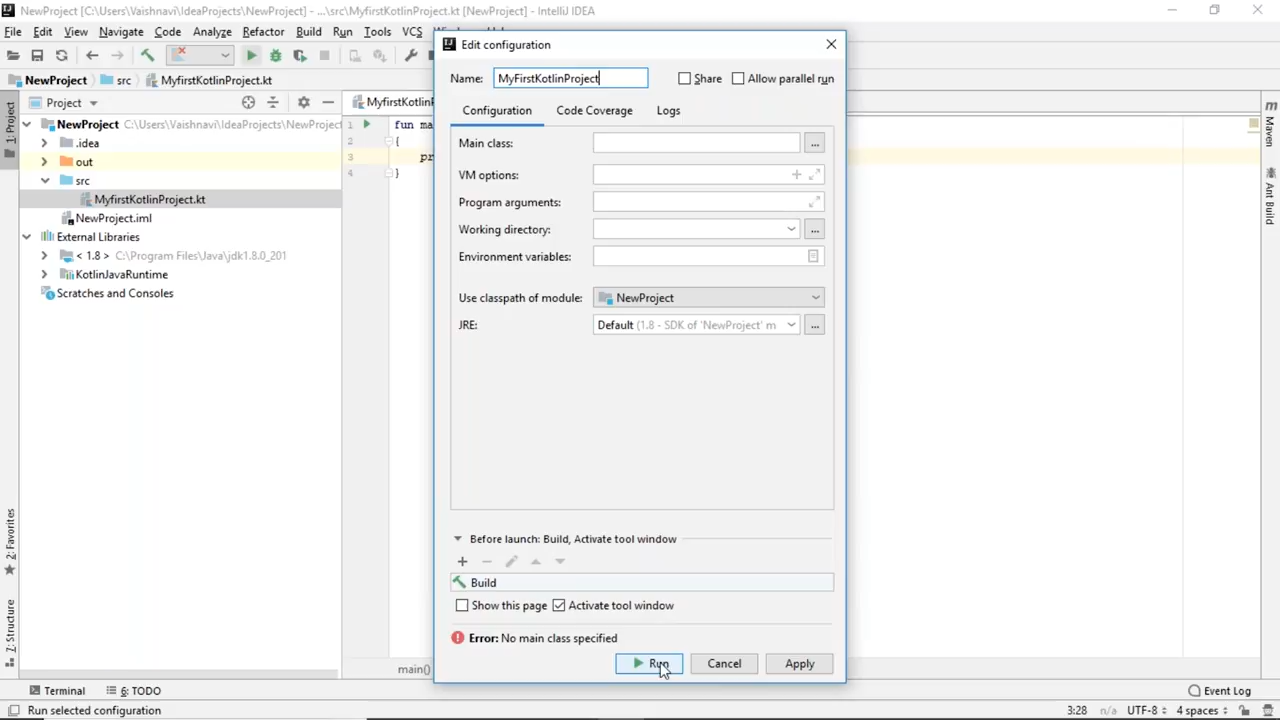 NewProject [C:\Users\Vaishnavi\IdeaProjects\NewProject] - ...\src\MyfirstKotlinProject.kt [NewProject] - IntelliJ IDEA
File Edit View Navigate Code Analyze Refactor Build Run Tools VCS
Edit configuration
NewProject src MyfirstKotlinProject.kt
Name: MyFirstKotlinProject Share Allow parallel run
Project
MyfirstKotlinP
Configuration Code Coverage Logs
1: Project
NewProject C:\Users\Vaishnavi\IdeaProjects\NewProject
1 fun ma
.idea
2 {
Main class: ...
out
3 pr
src
4 }
VM options:
MyfirstKotlinProject.kt
Program arguments:
NewProject.iml
External Libraries
Working directory: ...
< 1.8 > C:\Program Files\Java\jdk1.8.0_201
Environment variables:
KotlinJavaRuntime
Scratches and Consoles
Use classpath of module: NewProject
JRE: Default (1.8 - SDK of 'NewProject' m ...
Maven
Ant Build
2: Favorites
Before launch: Build, Activate tool window
Build
Show this page Activate tool window
7: Structure
Error: No main class specified
Run Cancel Apply
main()
Terminal 6: TODO Event Log
Run selected configuration 3:28 n/a UTF-8 4 spaces